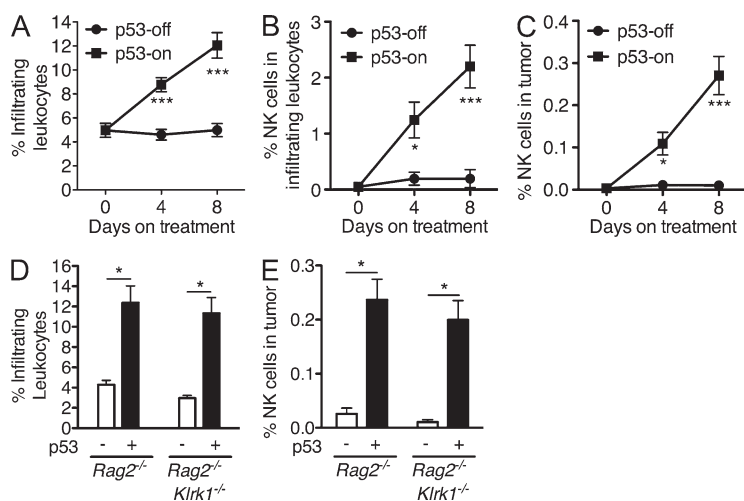 A
p53-off
p53-on
% Infiltrating
leukocytes
14
12
10
8
6
4
2
0
***
***
0 4 8
Days on treatment
B
p53-off
p53-on
% NK cells in
infiltrating leukocytes
3
2
1
0
*
***
0 4 8
Days on treatment
C
p53-off
p53-on
% NK cells in tumor
0.4
0.3
0.2
0.1
0.0
*
***
0 4 8
Days on treatment
D
% Infiltrating
Leukocytes
16
14
12
10
8
6
4
2
0
*
*
p53 - + - +
Rag2-/- Rag2-/-
Klrk1-/-
E
% NK cells in tumor
0.3
0.2
0.1
0.0
*
*
p53 - + - +
Rag2-/- Rag2-/-
Klrk1-/-